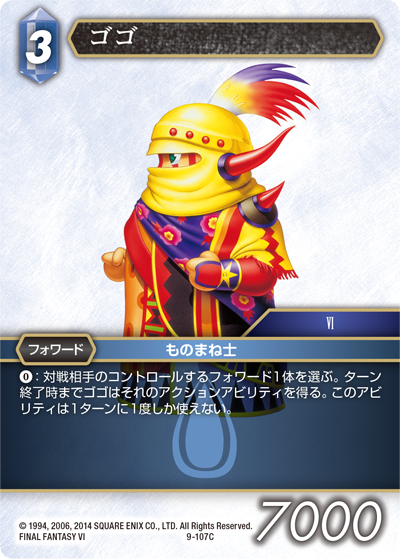 3
ゴゴ
VI
フォワード
ものまね士
0：対戦相手のコントロールするフォワード1体を選ぶ。ターン
終了時までゴゴはそれのアクションアビリティを得る。このアビ
リティは1ターンに1度しか使えない。
© 1994, 2006, 2014 SQUARE ENIX CO., LTD. All Rights Reserved.
FINAL FANTASY VI
9-107C
7000